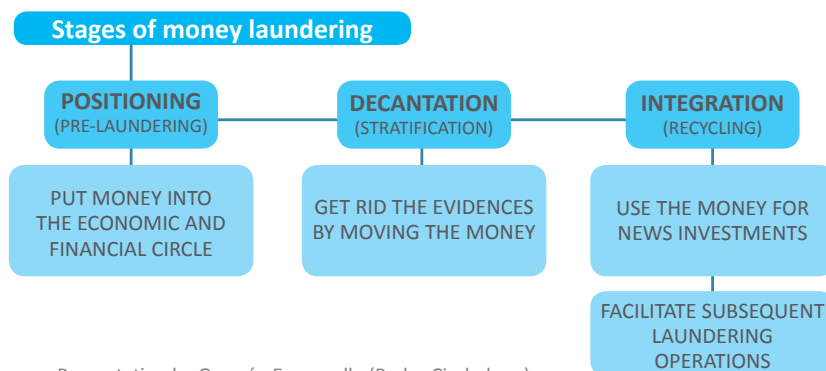 Stages of money laundering
POSITIONING
(PRE-LAUNDERING)
PUT MONEY INTO
THE ECONOMIC AND
FINANCIAL CIRCLE
DECANTATION
(STRATIFICATION)
GET RID THE EVIDENCES
BY MOVING THE MONEY
INTEGRATION
(RECYCLING)
USE THE MONEY FOR
NEWS INVESTMENTS
FACILITATE SUBSEQUENT
LAUNDERING
OPERATIONS